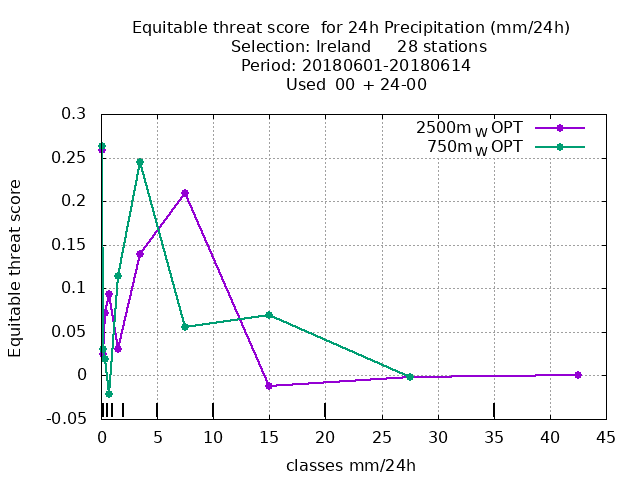 Equitable threat score  for 24h Precipitation (mm/24h)
Selection: Ireland     28 stations
Period: 20180601-20180614
Used  00 + 24-00
2500m W OPT
750m W OPT
Equitable threat score
0.3
0.25
0.2
0.15
0.1
0.05
0
-0.05
0 5 10 15 20 25 30 35 40 45
classes mm/24h